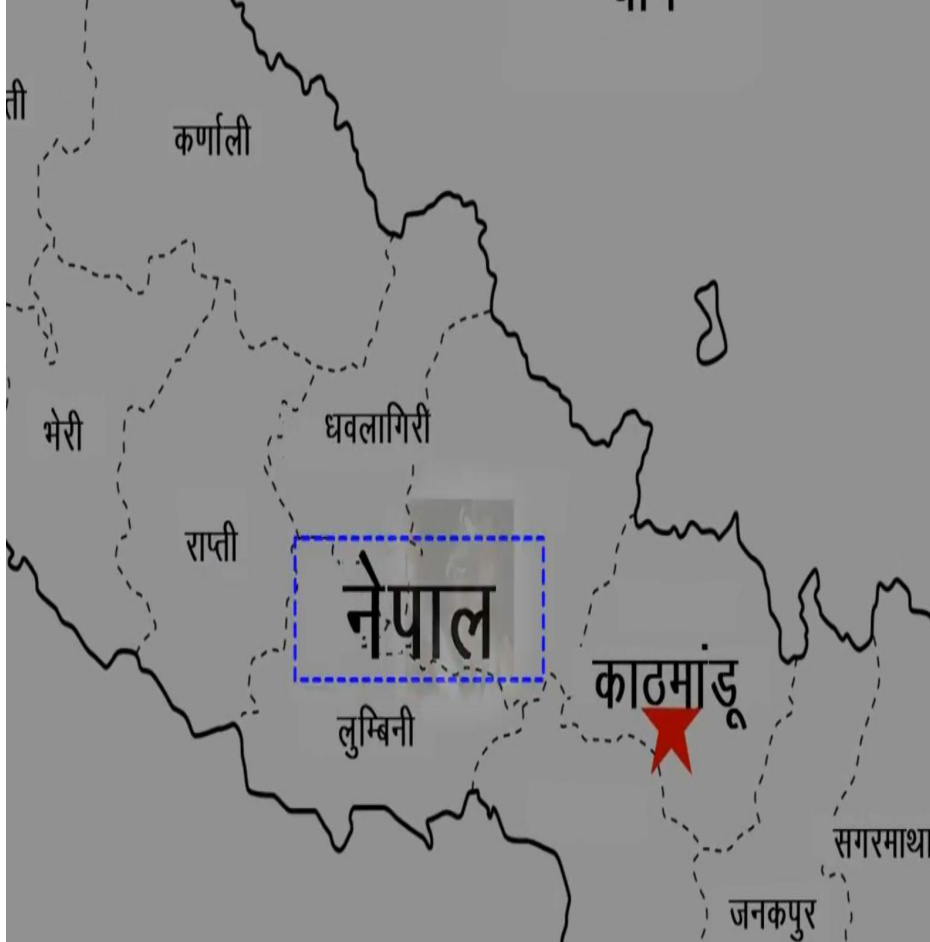 ती
कर्णाली
धवलागिरी
भेरी
राप्ती
नेपाल
काठमांडू
लुम्बिनी
सगरमाथा
जनकपुर